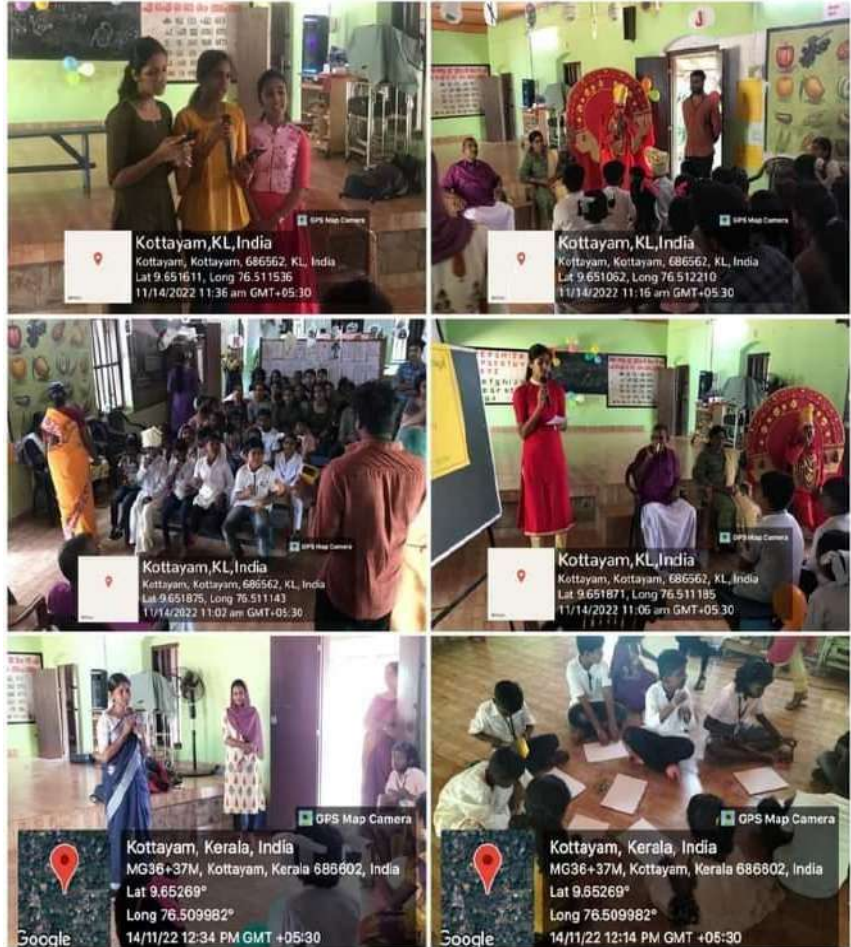 GPS Map Camera
Kottayam,KL,India
Kottayam, Kottayam, 686562, KL, India
Lat 9.651611, Long 76.511536
11/14/2022 11:36 am GMT+05:30
J
GPS Map Camera
Kottayam,KL,India
Kottayam, Kottayam, 686562, KL, India
Lat 9.651062, Long 76.512210
11/14/2022 11:16 am GMT+05:30
GPS Map Camera
Kottayam,KL,India
Kottayam, Kottayam, 686562, KL, India
Lat 9.651875, Long 76.511143
11/14/2022 11:02 am GMT+05:30
GPS Map Camera
Kottayam,KL,India
Kottayam, Kottayam, 686562, KL, India
Lat 9.651871, Long 76.511185
11/14/2022 11:06 am GMT+05:30
GPS Map Camera
Kottayam, Kerala, India
MG36+37M, Kottayam, Kerala 686602, India
Lat 9.65269°
Long 76.509982°
14/11/22 12:34 PM GMT +05:30
Google
GPS Map Camera
Kottayam, Kerala, India
MG36+37M, Kottayam, Kerala 686602, India
Lat 9.65269°
Long 76.509982°
14/11/22 12:14 PM GMT +05:30
Google